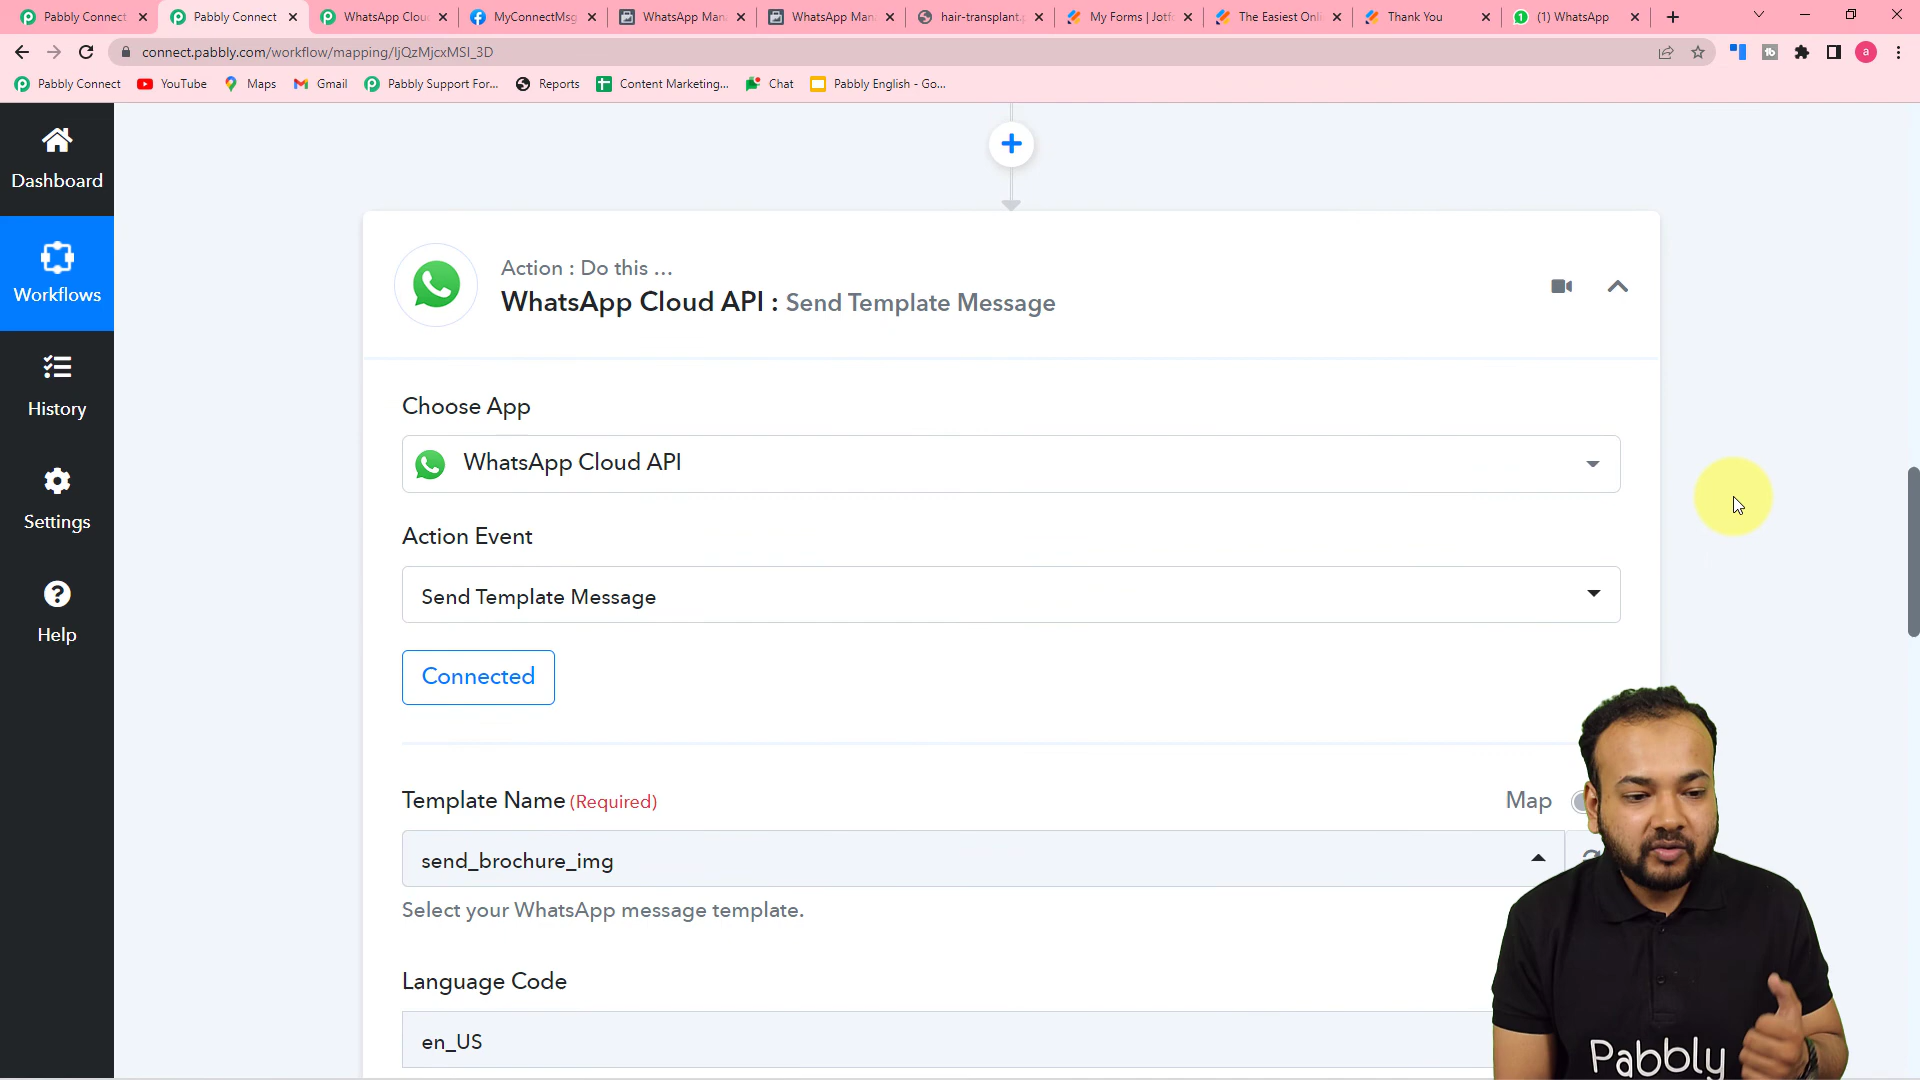 Pabbly Connect
Pabbly Connect
WhatsApp Clou
MyConnectMsg
WhatsApp Man
WhatsApp Man
hair-transplant.
My Forms | Jotf
The Easiest Onli
Thank You
(1) WhatsApp
connect.pabbly.com/workflow/mapping/IjQzMjcxMSI_3D
Pabbly Connect
YouTube
Maps
Gmail
Pabbly Support For...
Reports
Content Marketing...
Chat
Pabbly English - Go...
Dashboard
Workflows
History
Settings
Help
Action : Do this ...
WhatsApp Cloud API : Send Template Message
Choose App
WhatsApp Cloud API
Action Event
Send Template Message
Connected
Template Name (Required)
Map
send_brochure_img
Select your WhatsApp message template.
Language Code
en_US
Pabbly